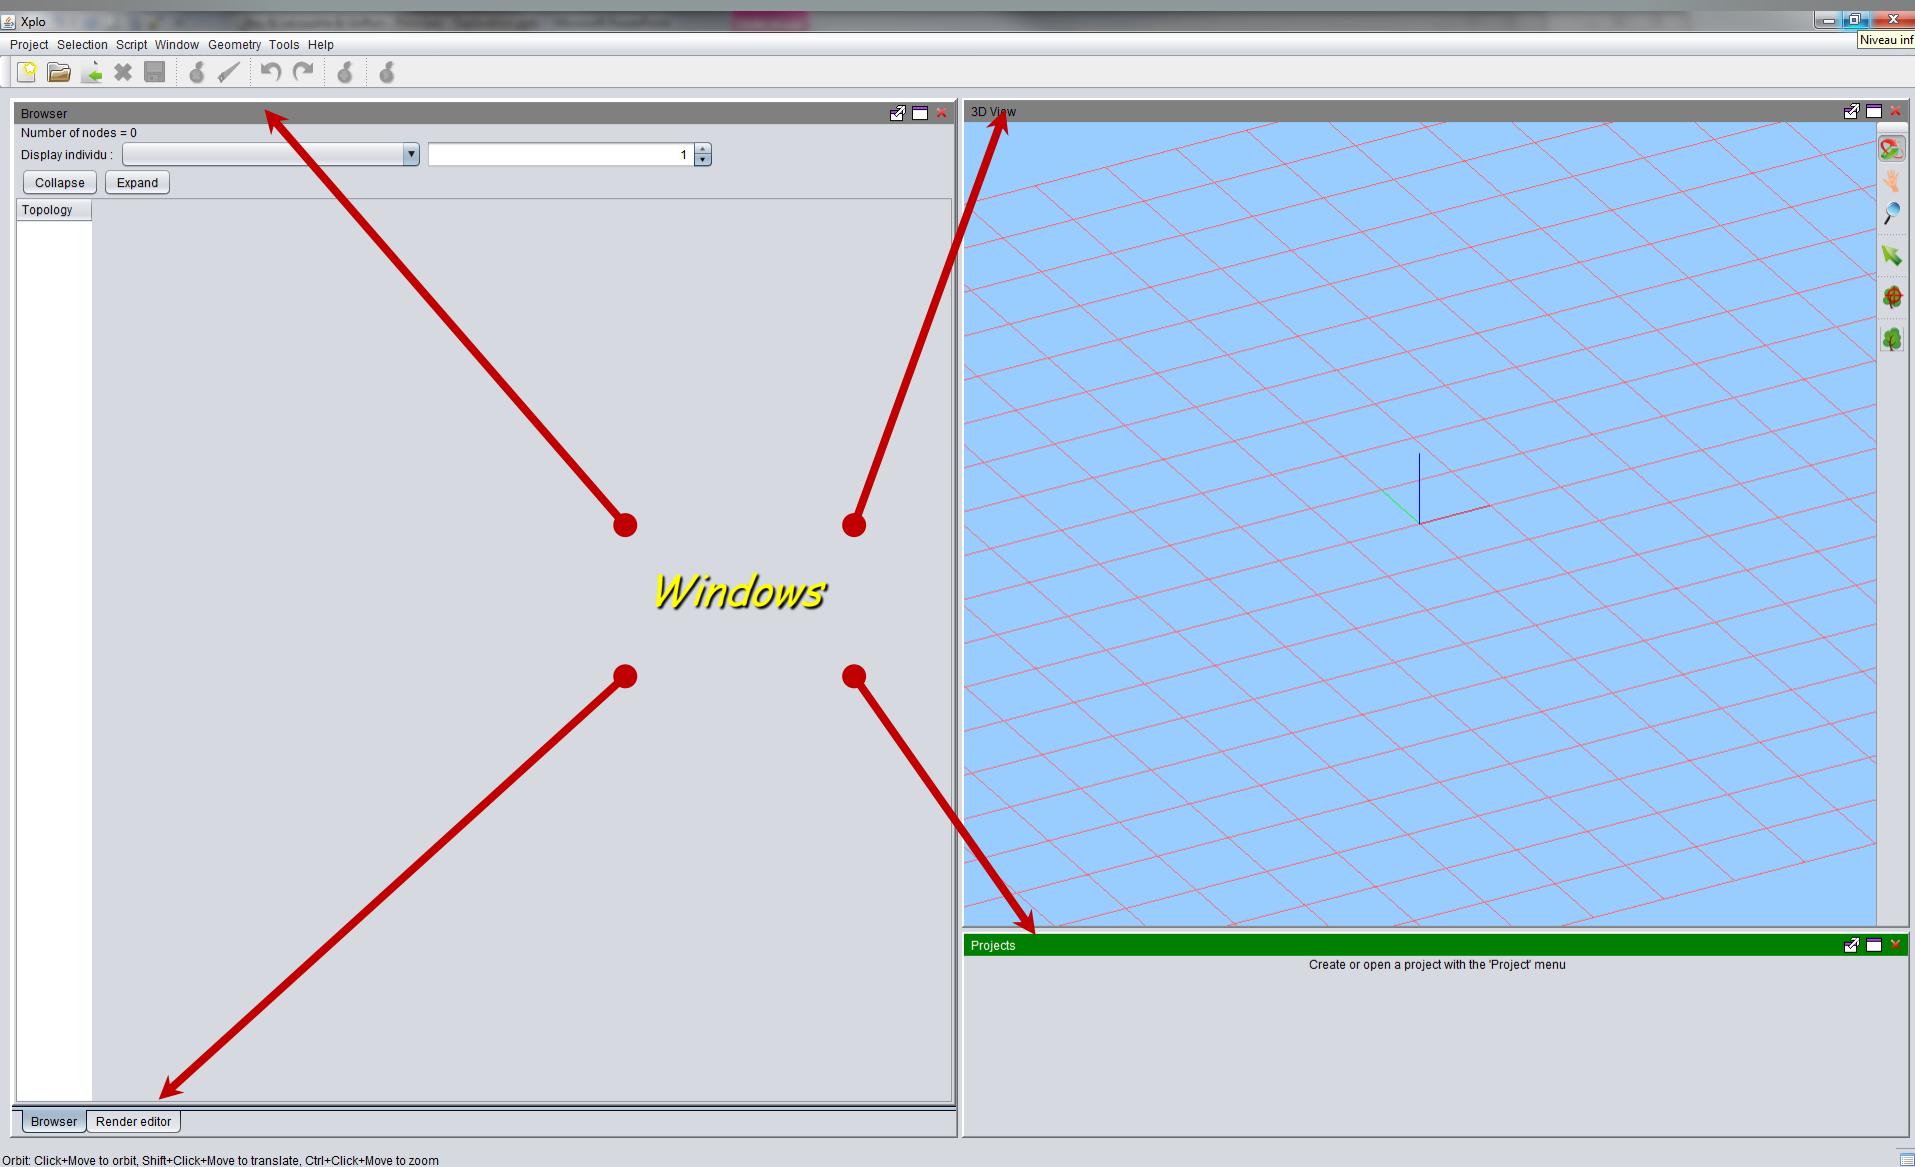 Xplo
Niveau inf
Project Selection Script Window Geometry Tools Help
Browser
Number of nodes = 0
Display individu :
1
Collapse Expand
Topology
Windows
Browser Render editor
3D View
Projects
Create or open a project with the 'Project' menu
Orbit: Click+Move to orbit, Shift+Click+Move to translate, Ctrl+Click+Move to zoom